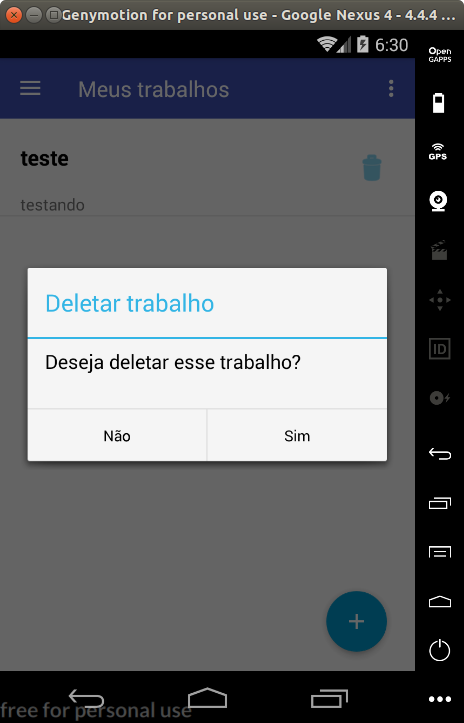 Genymotion for personal use - Google Nexus 4 - 4.4.4 ...
6:30
Open
GAPPS
Meus trabalhos
GPS
teste
testando
Deletar trabalho
Deseja deletar esse trabalho?
Não
Sim
ID
free for personal use